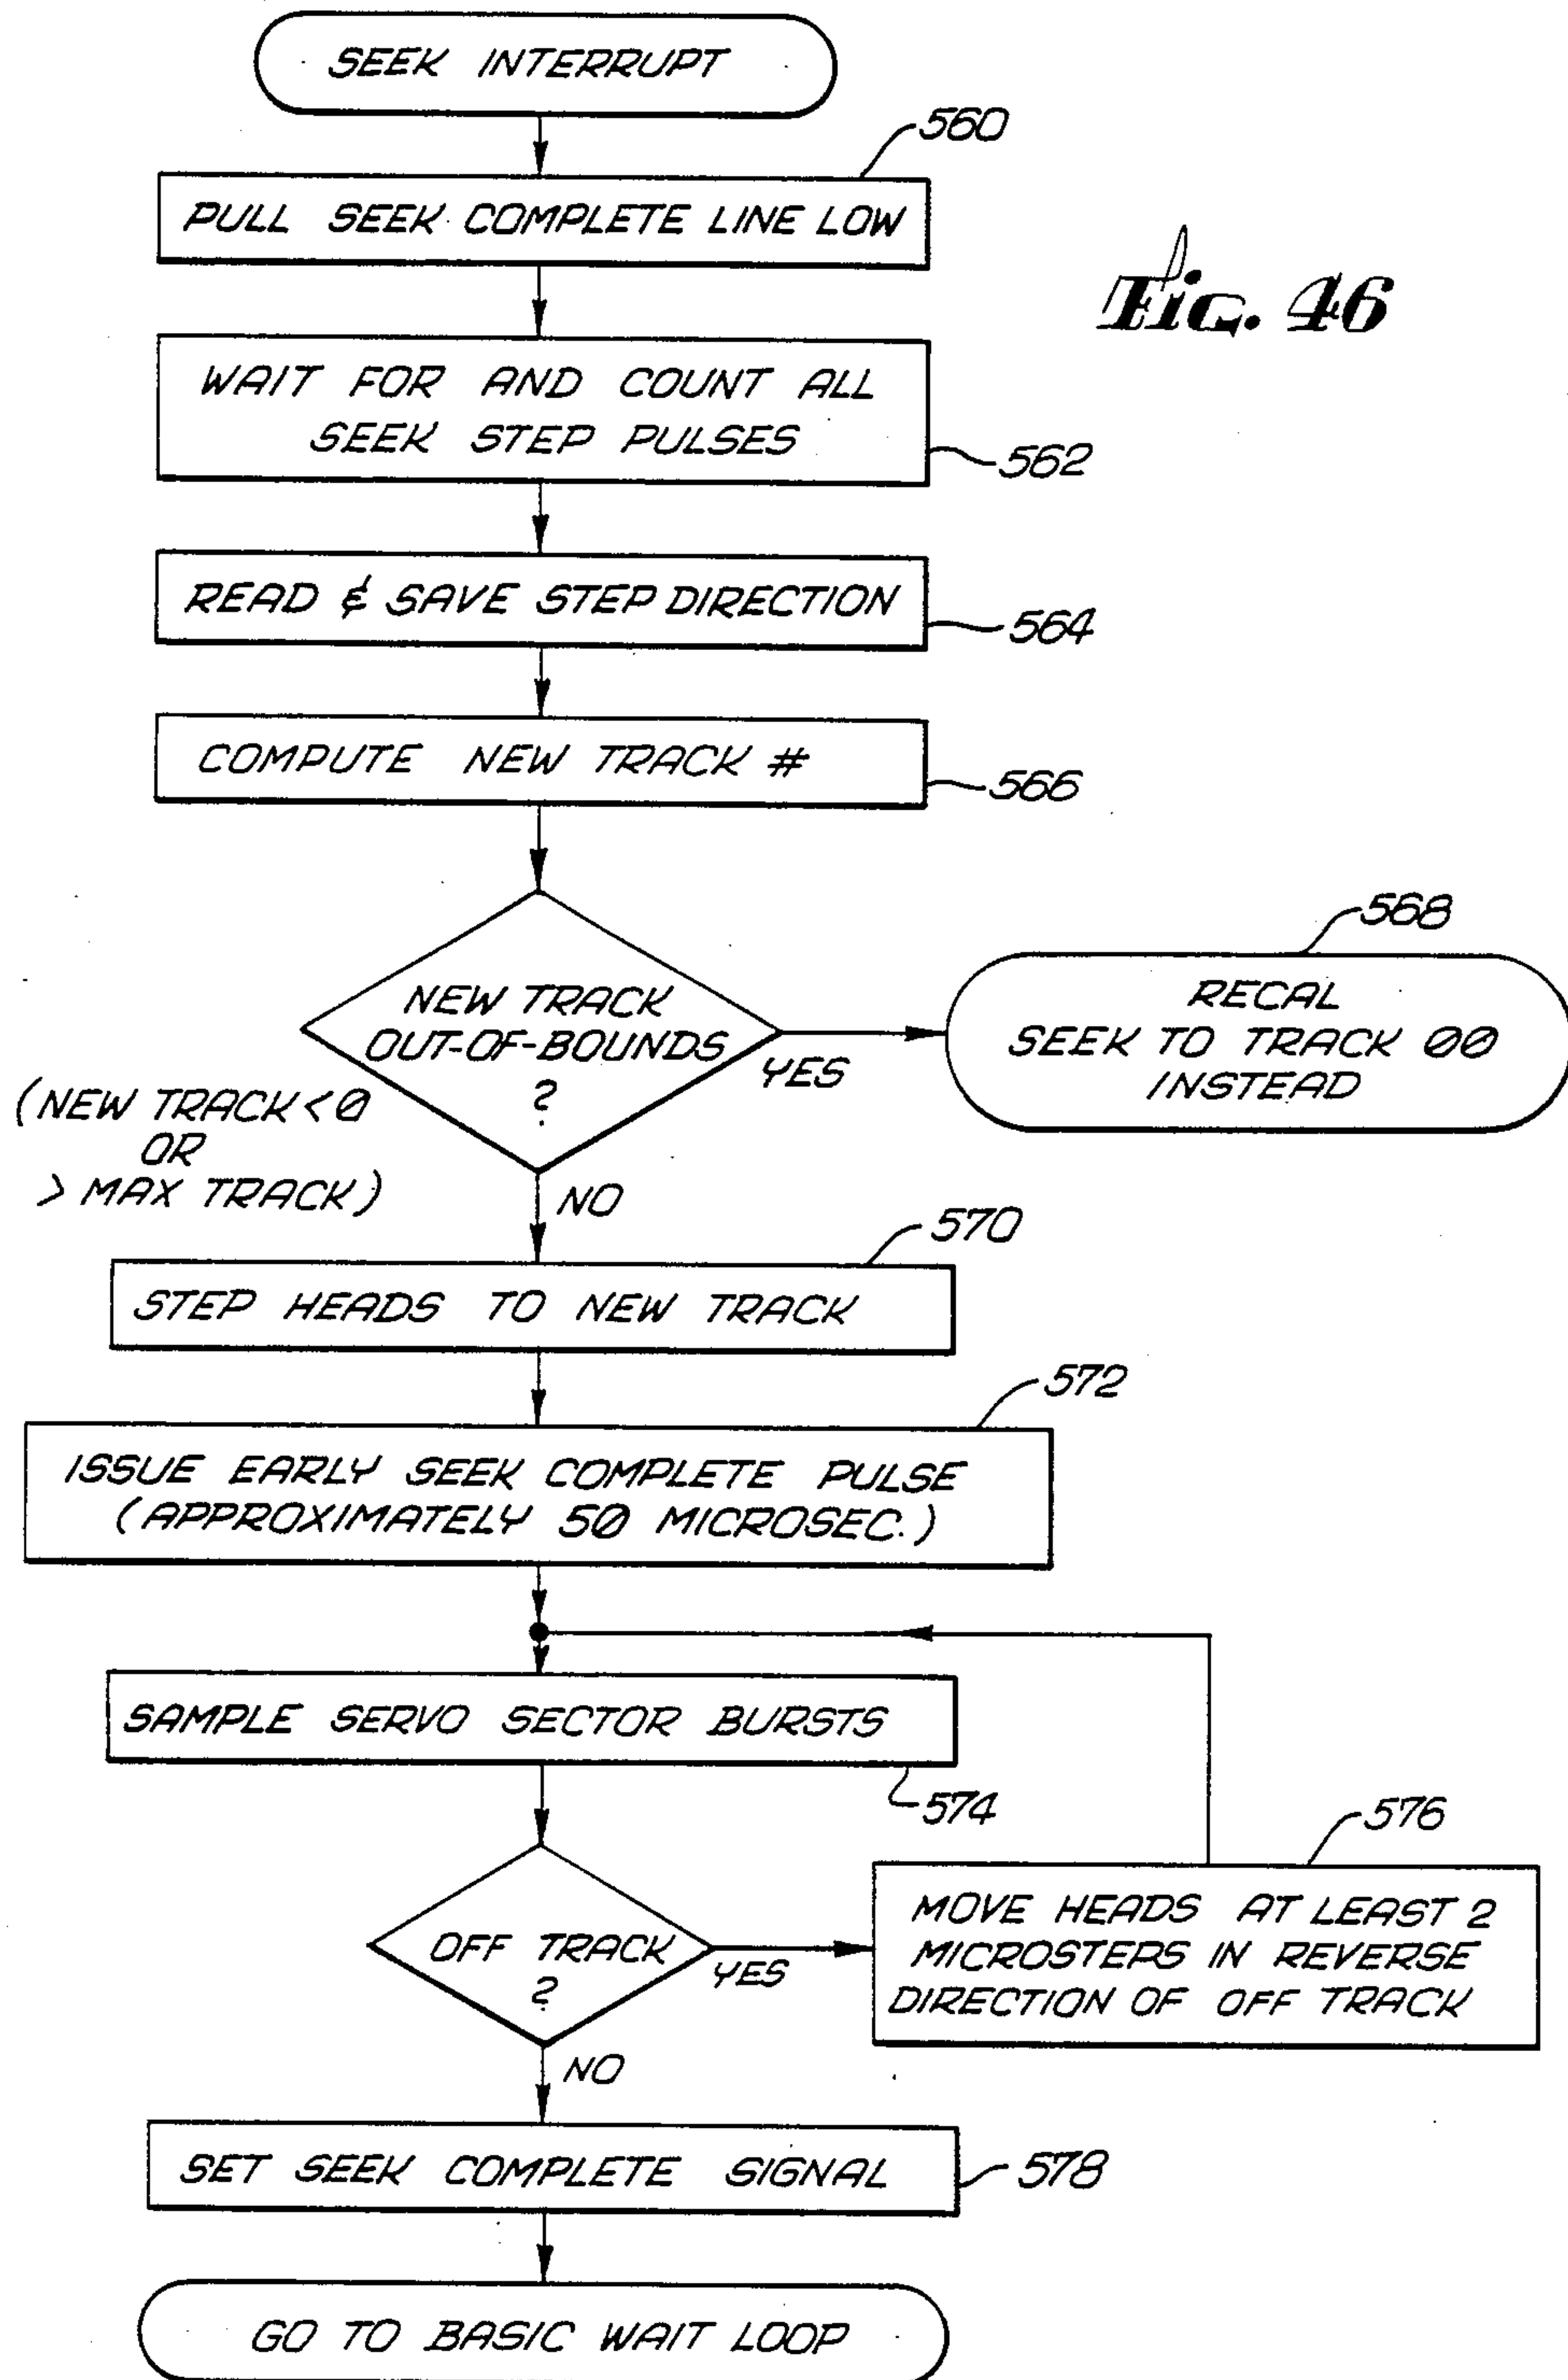 SEEK INTERRUPT
560
PULL SEEK COMPLETE LINE LOW
Fig. 46
WAIT FOR AND COUNT ALL
SEEK STEP PULSES
562
READ & SAVE STEP DIRECTION
564
COMPUTE NEW TRACK #
566
568
NEW TRACK
OUT-OF-BOUNDS
?
YES
RECAL
SEEK TO TRACK 00
INSTEAD
(NEW TRACK<0
OR
> MAX TRACK)
NO
570
STEP HEADS TO NEW TRACK
572
ISSUE EARLY SEEK COMPLETE PULSE
(APPROXIMATELY 50 MICROSEC.)
SAMPLE SERVO SECTOR BURSTS
574
576
OFF TRACK
?
YES
MOVE HEADS AT LEAST 2
MICROSTERS IN REVERSE
DIRECTION OF OFF TRACK
NO
SET SEEK COMPLETE SIGNAL
578
GO TO BASIC WAIT LOOP